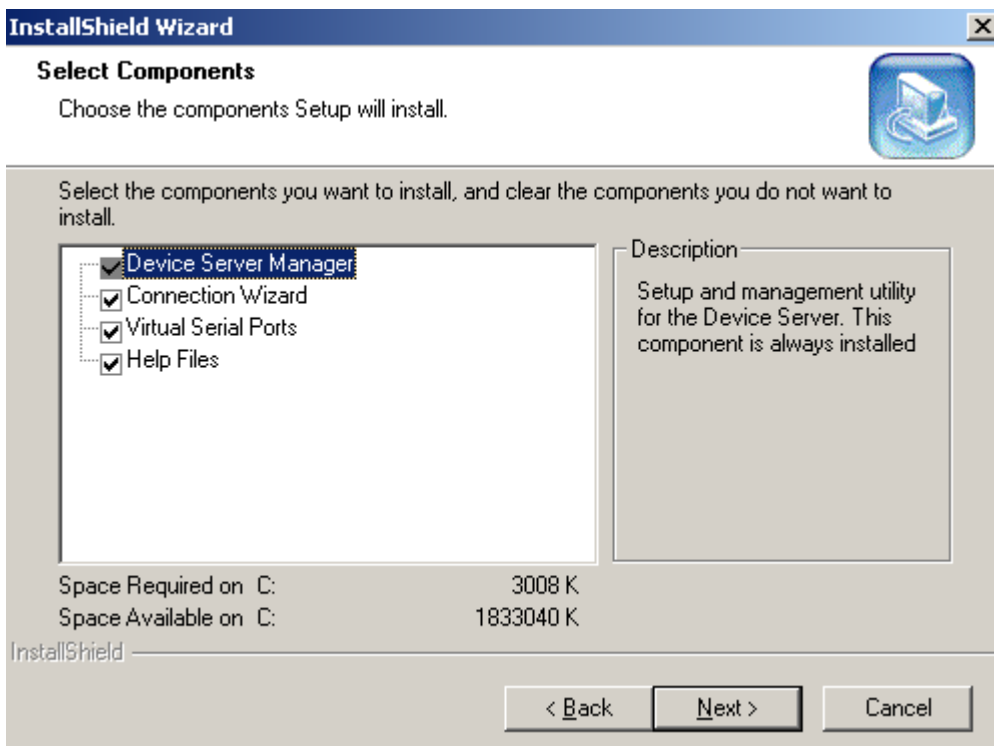 InstallShield Wizard
Select Components
Choose the components Setup will install.
Select the components you want to install, and clear the components you do not want to
install.
Device Server Manager
Connection Wizard
Virtual Serial Ports
Help Files
Description
Setup and management utility
for the Device Server. This
component is always installed
Space Required on  C:
3008 K
Space Available on  C:
1833040 K
InstallShield
< Back
Next >
Cancel